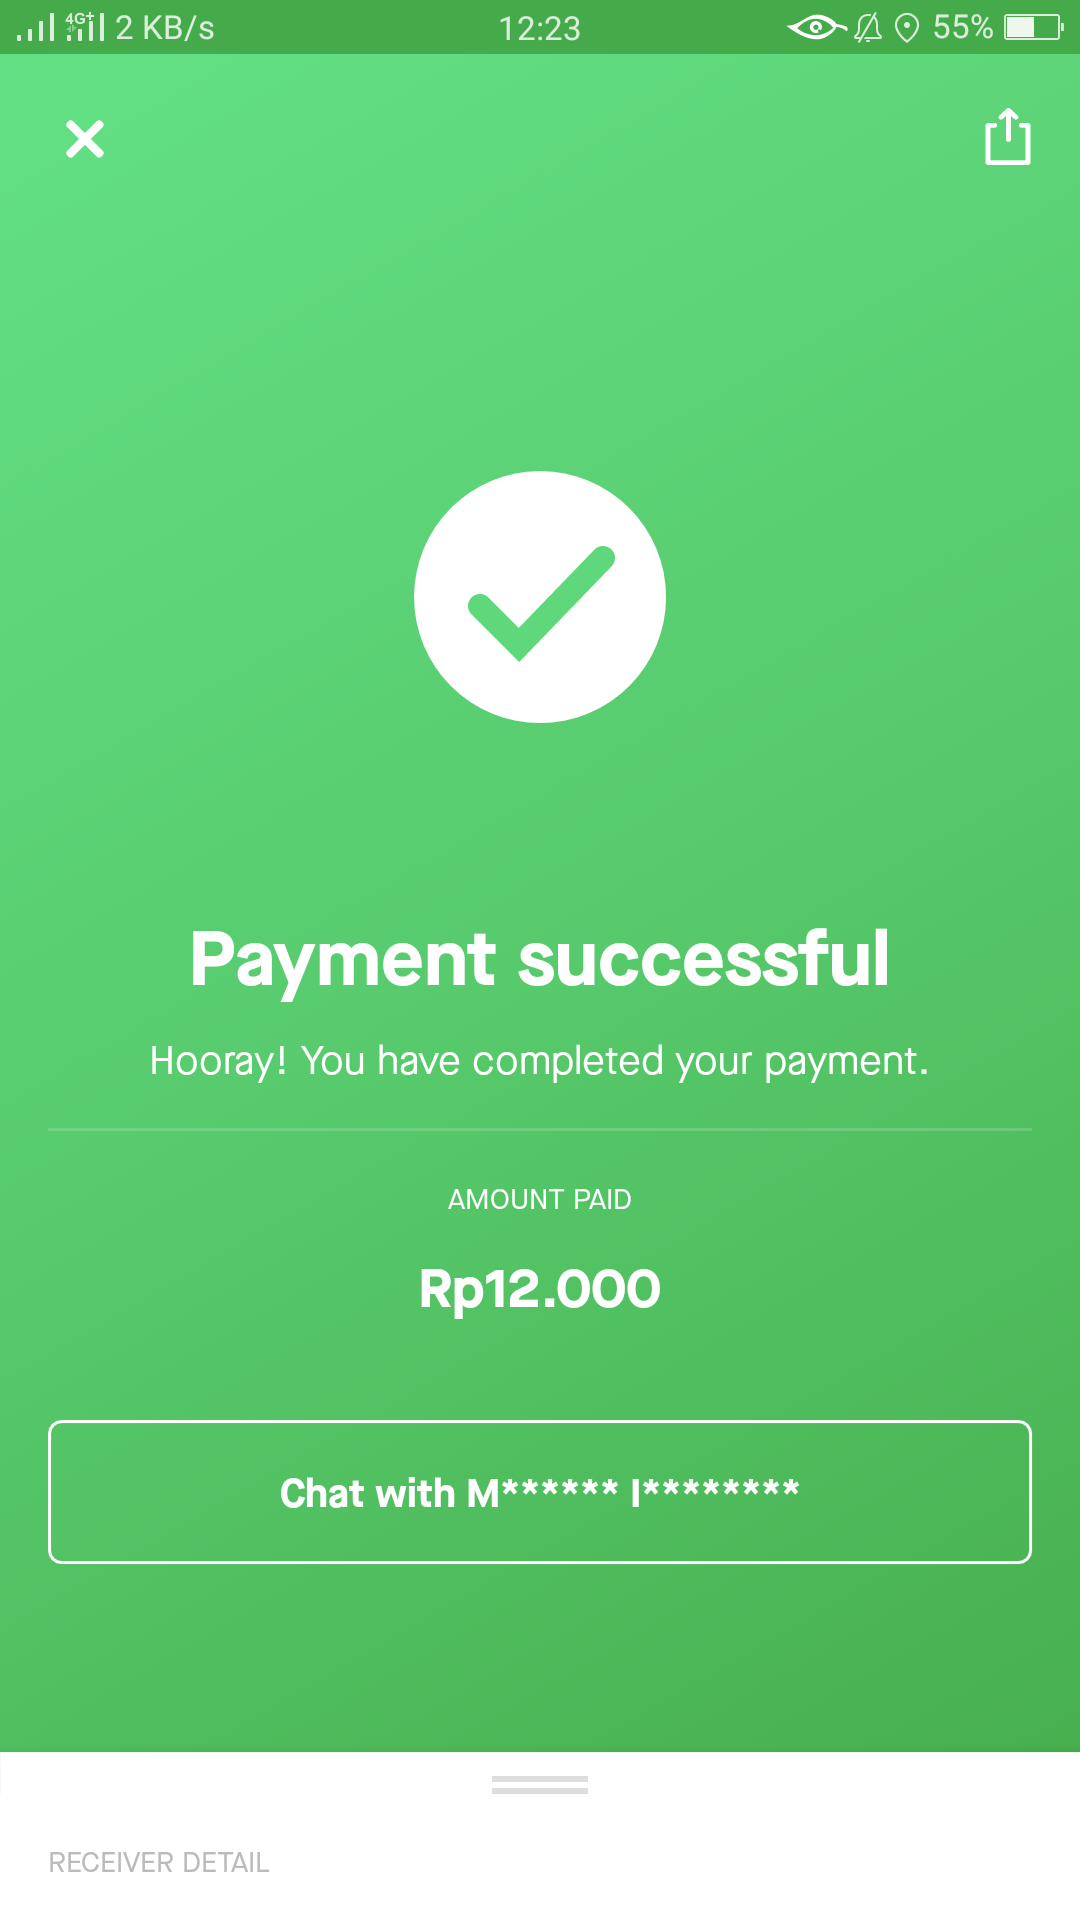 4G+ 2 KB/s 12:23 55%
Payment successful
Hooray! You have completed your payment.
AMOUNT PAID
Rp12.000
Chat with M****** I********
RECEIVER DETAIL